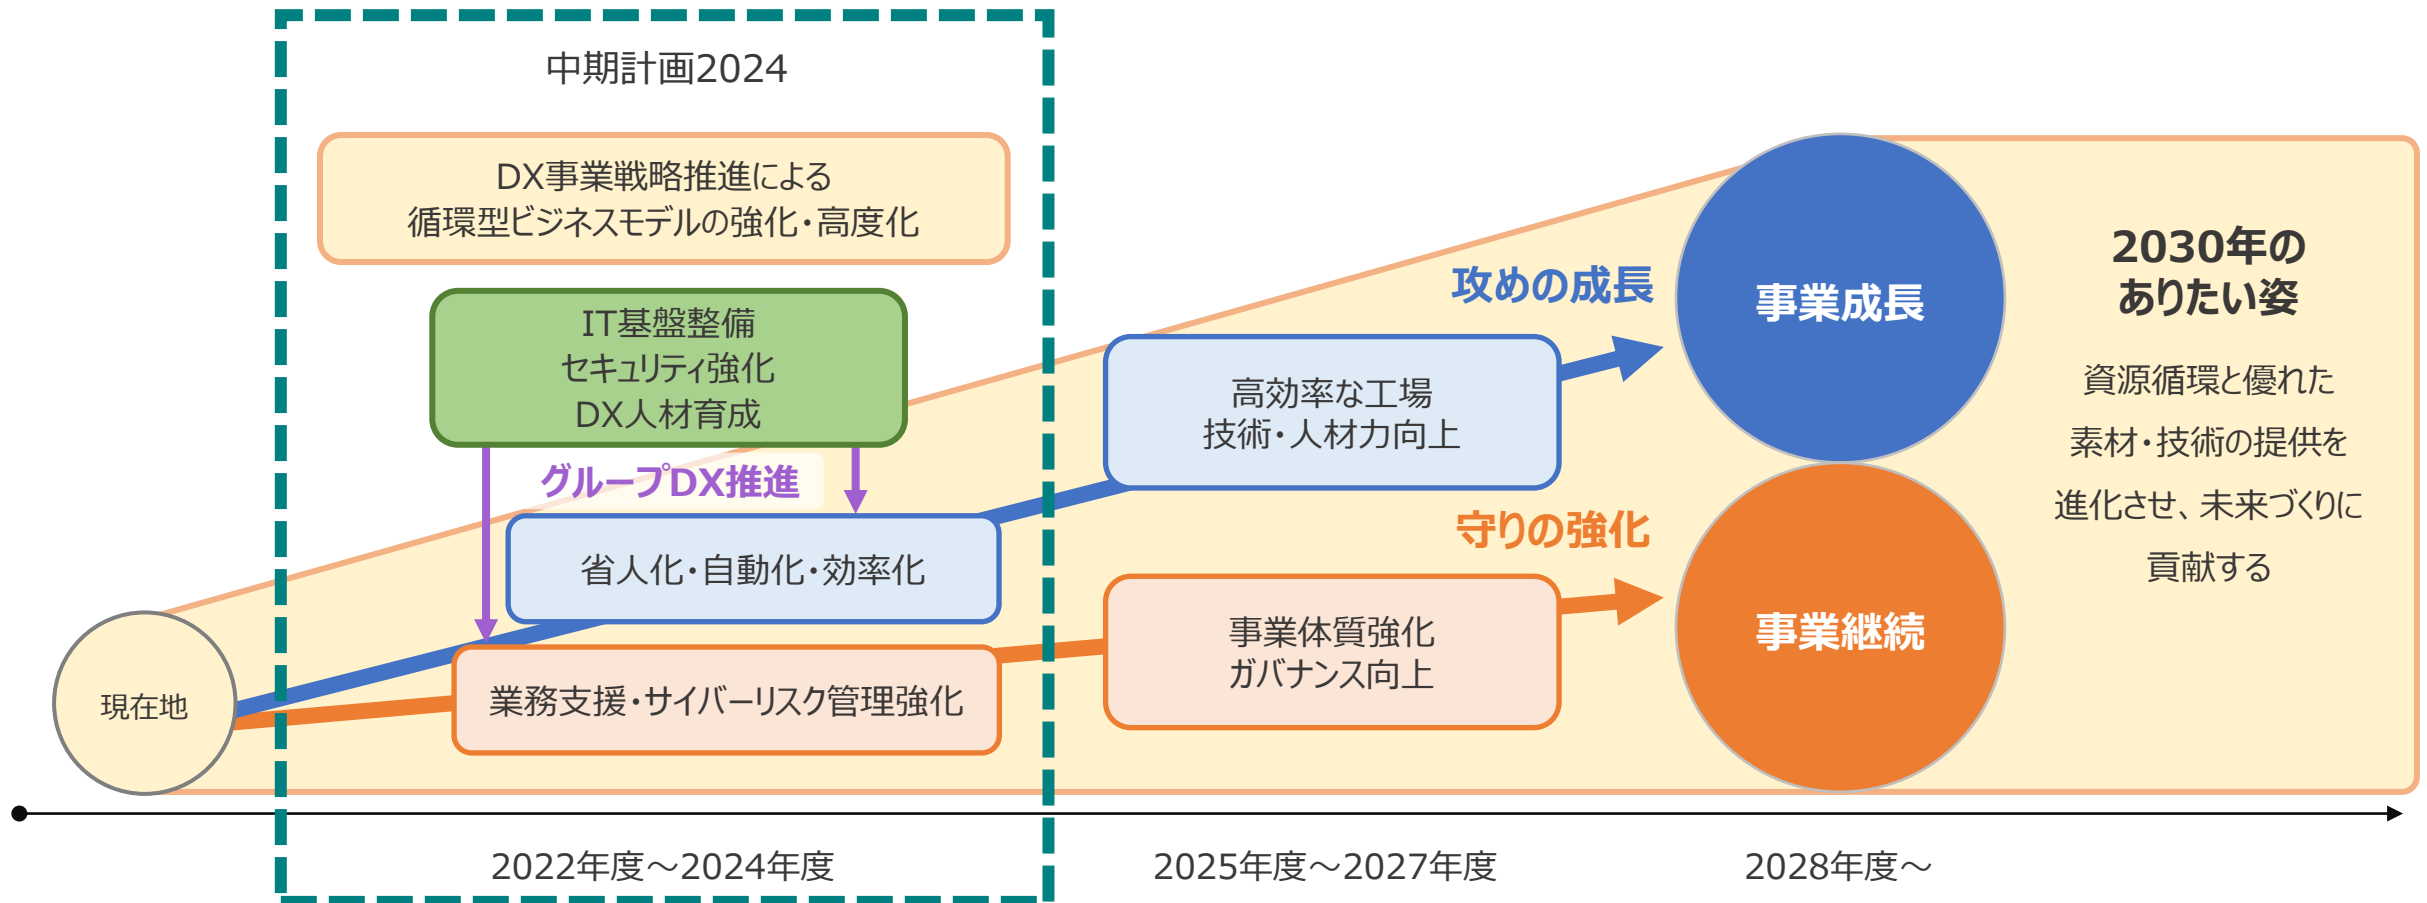 中期計画2024
DX事業戦略推進による
循環型ビジネスモデルの強化・高度化
IT基盤整備
セキュリティ強化
DX人材育成
グループDX推進
省人化・自動化・効率化
業務支援・サイバーリスク管理強化
現在地
攻めの成長
高効率な工場
技術・人材力向上
守りの強化
事業体質強化
ガバナンス向上
事業成長
事業継続
2030年の
ありたい姿
資源循環と優れた
素材・技術の提供を
進化させ、未来づくりに
貢献する
2022年度～2024年度
2025年度～2027年度
2028年度～